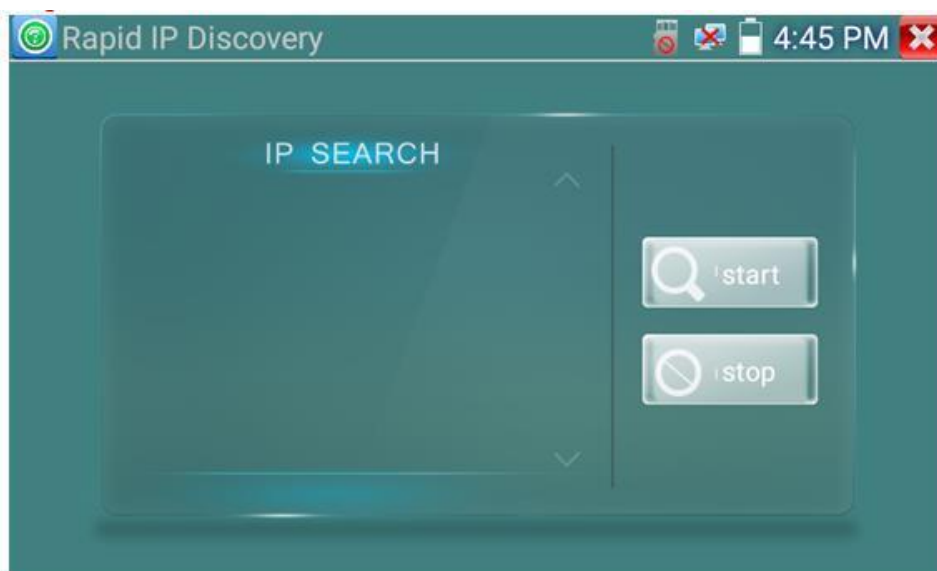 Rapid IP Discovery
4:45 PM
IP SEARCH
start
stop